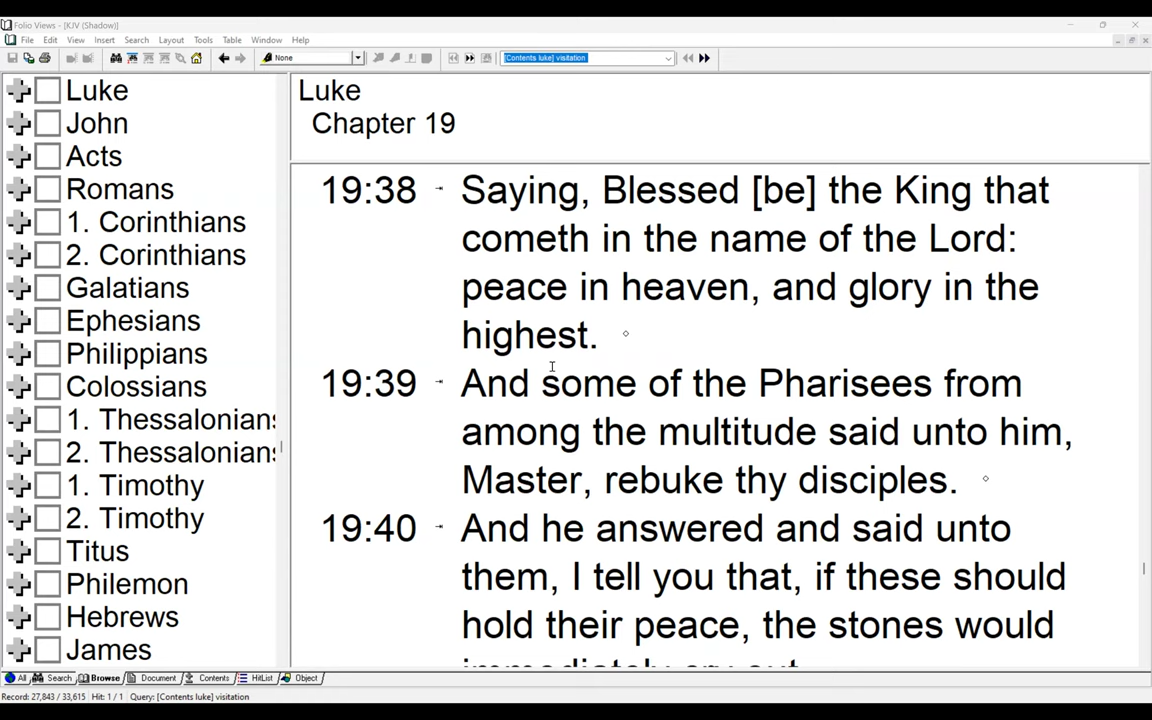 Folio Views - [KJV (Shadow)]
File Edit View Insert Search Layout Tools Table Window Help
None
[Contents luke] visitation
Luke
John
Acts
Romans
1. Corinthians
2. Corinthians
Galatians
Ephesians
Philippians
Colossians
1. Thessalonians
2. Thessalonians
1. Timothy
2. Timothy
Titus
Philemon
Hebrews
James
Luke
Chapter 19
19:38 Saying, Blessed [be] the King that
cometh in the name of the Lord:
peace in heaven, and glory in the
highest.
19:39 And some of the Pharisees from
among the multitude said unto him,
Master, rebuke thy disciples.
19:40 And he answered and said unto
them, I tell you that, if these should
hold their peace, the stones would
immediately cry out.
All Search Browse Document Contents HitList Object
Record: 27,843 / 33,615 Hit: 1 / 1 Query: [Contents luke] visitation